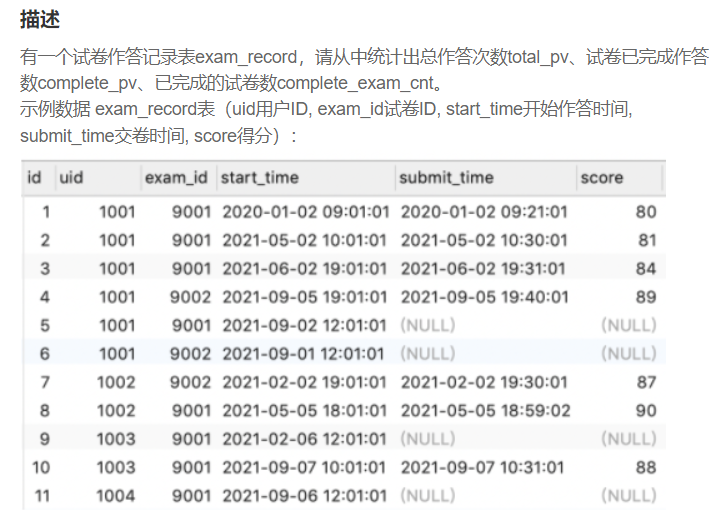 描述
有一个试卷作答记录表exam_record，请从中统计出总作答次数total_pv、试卷已完成作答
数complete_pv、已完成的试卷数complete_exam_cnt。
示例数据 exam_record表（uid用户ID, exam_id试卷ID, start_time开始作答时间,
submit_time交卷时间, score得分）:
id uid exam_id start_time submit_time score
1 1001 9001 2020-01-02 09:01:01 2020-01-02 09:21:01 80
2 1001 9001 2021-05-02 10:01:01 2021-05-02 10:30:01 81
3 1001 9001 2021-06-02 19:01:01 2021-06-02 19:31:01 84
4 1001 9002 2021-09-05 19:01:01 2021-09-05 19:40:01 89
5 1001 9001 2021-09-02 12:01:01 (NULL) (NULL)
6 1001 9002 2021-09-01 12:01:01 (NULL) (NULL)
7 1002 9002 2021-02-02 19:01:01 2021-02-02 19:30:01 87
8 1002 9001 2021-05-05 18:01:01 2021-05-05 18:59:02 90
9 1003 9001 2021-02-06 12:01:01 (NULL) (NULL)
10 1003 9001 2021-09-07 10:01:01 2021-09-07 10:31:01 88
11 1004 9001 2021-09-06 12:01:01 (NULL) (NULL)